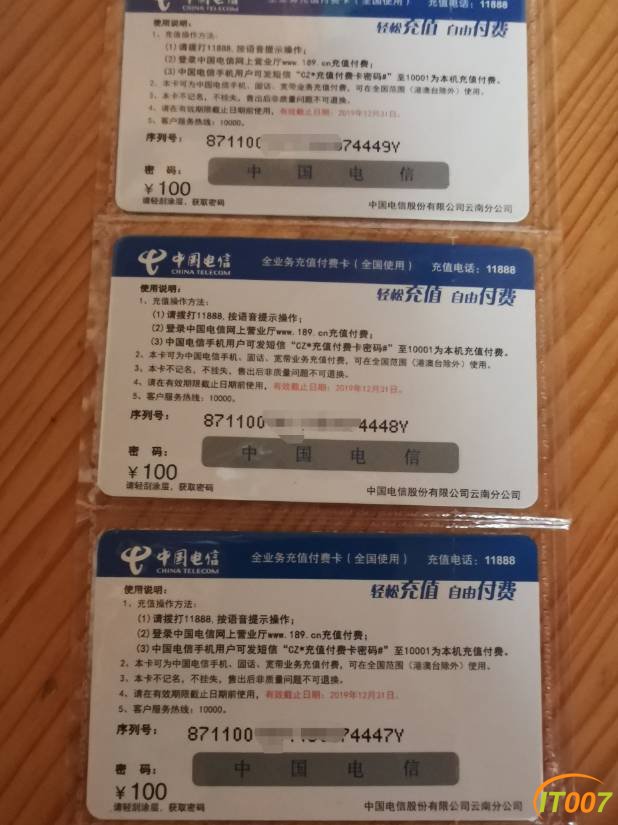 中国电信
CHINA TELECOM
充值电话：11888
使用说明：
轻松充值 自由付费
1、充值操作方法：
(1)请拨打11888,按语音提示操作；
(2)登录中国电信网上营业厅www.189.cn充值付费；
(3)中国电信手机用户可发短信“CZ*充值付费卡密码#”至10001为本机充值付费。
2、本卡可为中国电信手机、固话、宽带业务充值付费，可在全国范围（港澳台除外）使用。
3、本卡不记名，不挂失，售出后非质量问题不可退换。
4、请在有效期限截止日期前使用，有效截止日期：2019年12月31日。
5、客户服务热线：10000。
序列号： 871100 74449Y
密 码： 中国电信
￥100
请轻刮涂层，获取密码
中国电信股份有限公司云南分公司
中国电信
CHINA TELECOM
全业务充值付费卡（全国使用） 充值电话：11888
使用说明：
轻松充值 自由付费
1、充值操作方法：
(1)请拨打11888,按语音提示操作；
(2)登录中国电信网上营业厅www.189.cn充值付费；
(3)中国电信手机用户可发短信“CZ*充值付费卡密码#”至10001为本机充值付费。
2、本卡可为中国电信手机、固话、宽带业务充值付费，可在全国范围（港澳台除外）使用。
3、本卡不记名，不挂失，售出后非质量问题不可退换。
4、请在有效期限截止日期前使用，有效截止日期：2019年12月31日。
5、客户服务热线：10000。
序列号： 871100 4448Y
密 码： 中国电信
￥100
请轻刮涂层，获取密码
中国电信股份有限公司云南分公司
中国电信
CHINA TELECOM
全业务充值付费卡（全国使用） 充值电话：11888
使用说明：
轻松充值 自由付费
1、充值操作方法：
(1)请拨打11888,按语音提示操作；
(2)登录中国电信网上营业厅www.189.cn充值付费；
(3)中国电信手机用户可发短信“CZ*充值付费卡密码#”至10001为本机充值付费。
2、本卡可为中国电信手机、固话、宽带业务充值付费，可在全国范围（港澳台除外）使用。
3、本卡不记名，不挂失，售出后非质量问题不可退换。
4、请在有效期限截止日期前使用，有效截止日期：2019年12月31日。
5、客户服务热线：10000。
序列号： 871100 74447Y
密 码： 中国电信
￥100
请轻刮涂层，获取密码
中国电信股份有限公司云南分公司
IT007